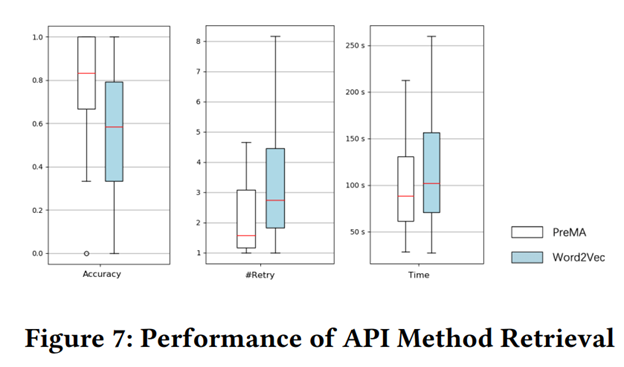 1.0
0.8
0.6
0.4
0.2
0.0
Accuracy
8
7
6
5
4
3
2
1
#Retry
250 s
200 s
150 s
100 s
50 s
Time
PreMA
Word2Vec
Figure 7: Performance of API Method Retrieval